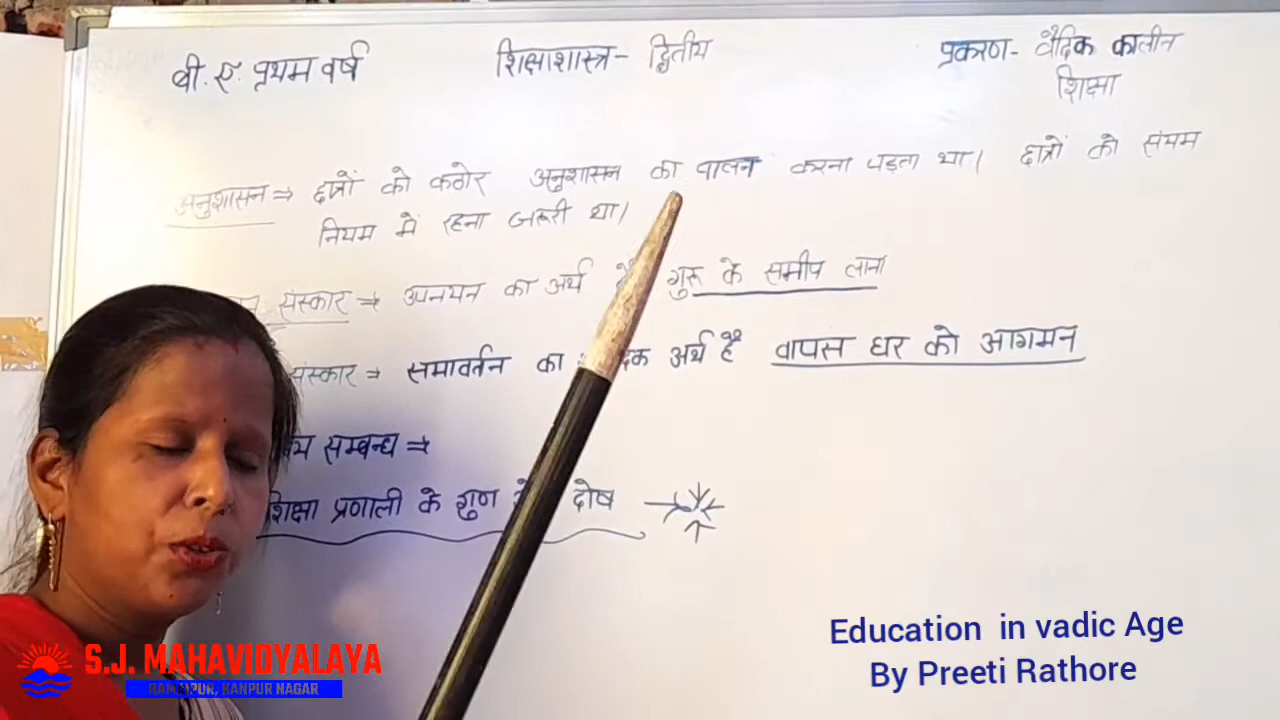 बी. ए. प्रथम वर्ष शिक्षाशास्त्र- द्वितीय प्रकरण- वैदिक कालीन
शिक्षा
अनुशासन ⇒ छात्रों को कठोर अनुशासन का पालन करना पड़ता था। छात्रों को संयम
नियम में रहना जरूरी था।
संस्कार ⇒ उपनयन का अर्थ है गुरू के समीप लाना
संस्कार ⇒ समावर्तन का अर्थ है वापस घर को आगमन
सम्बन्ध ⇒
शिक्षा प्रणाली के गुण दोष
Education in vadic Age
By Preeti Rathore
S.J. MAHAVIDYALAYA
RAMAIPUR, KANPUR NAGAR